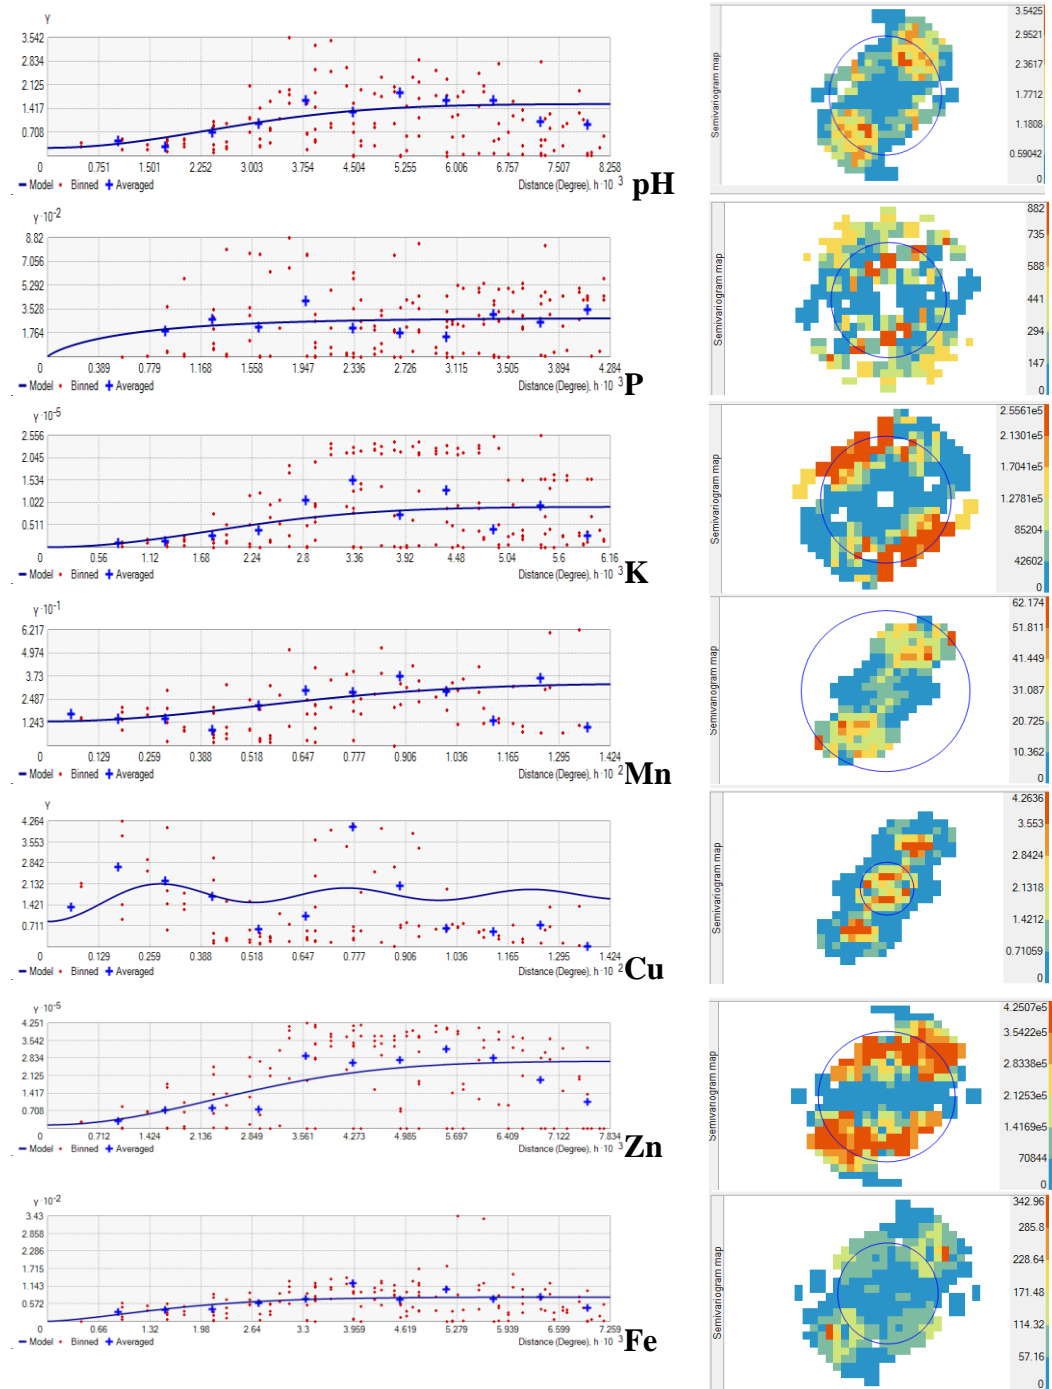 γ
3.542
2.834
2.125
1.417
0.708
0 0.751 1.501 2.252 3.003 3.754 4.504 5.255 6.006 6.757 7.507 8.258
Distance (Degree), h · 10 3
Model Binned Averaged
pH
Semivariogram map
3.5425
2.9521
2.3617
1.7712
1.1808
0.59042
0
γ · 10-2
8.82
7.056
5.292
3.528
1.764
0 0.389 0.779 1.168 1.558 1.947 2.336 2.726 3.115 3.505 3.894 4.284
Distance (Degree), h · 10 3
Model Binned Averaged
P
Semivariogram map
882
735
588
441
294
147
0
γ · 10-5
2.556
2.045
1.534
1.022
0.511
0 0.56 1.12 1.68 2.24 2.8 3.36 3.92 4.48 5.04 5.6 6.16
Distance (Degree), h · 10 3
Model Binned Averaged
K
Semivariogram map
2.5561e5
2.1301e5
1.7041e5
1.2781e5
85204
42602
0
γ · 10-1
6.217
4.974
3.73
2.487
1.243
0 0.129 0.259 0.388 0.518 0.647 0.777 0.906 1.036 1.165 1.295 1.424
Distance (Degree), h · 10 2
Model Binned Averaged
Mn
Semivariogram map
62.174
51.811
41.449
31.087
20.725
10.362
0
γ
4.264
3.553
2.842
2.132
1.421
0.711
0 0.129 0.259 0.388 0.518 0.647 0.777 0.906 1.036 1.165 1.295 1.424
Distance (Degree), h · 10 2
Model Binned Averaged
Cu
Semivariogram map
4.2636
3.553
2.8424
2.1318
1.4212
0.71059
0
γ · 10-5
4.251
3.542
2.834
2.125
1.417
0.708
0 0.712 1.424 2.136 2.849 3.561 4.273 4.985 5.697 6.409 7.122 7.834
Distance (Degree), h · 10 3
Model Binned Averaged
Zn
Semivariogram map
4.2507e5
3.5422e5
2.8338e5
2.1253e5
1.4169e5
70844
0
γ · 10-2
3.43
2.858
2.286
1.715
1.143
0.572
0 0.66 1.32 1.98 2.64 3.3 3.959 4.619 5.279 5.939 6.599 7.259
Distance (Degree), h · 10 3
Model Binned Averaged
Fe
Semivariogram map
342.96
285.8
228.64
171.48
114.32
57.16
0